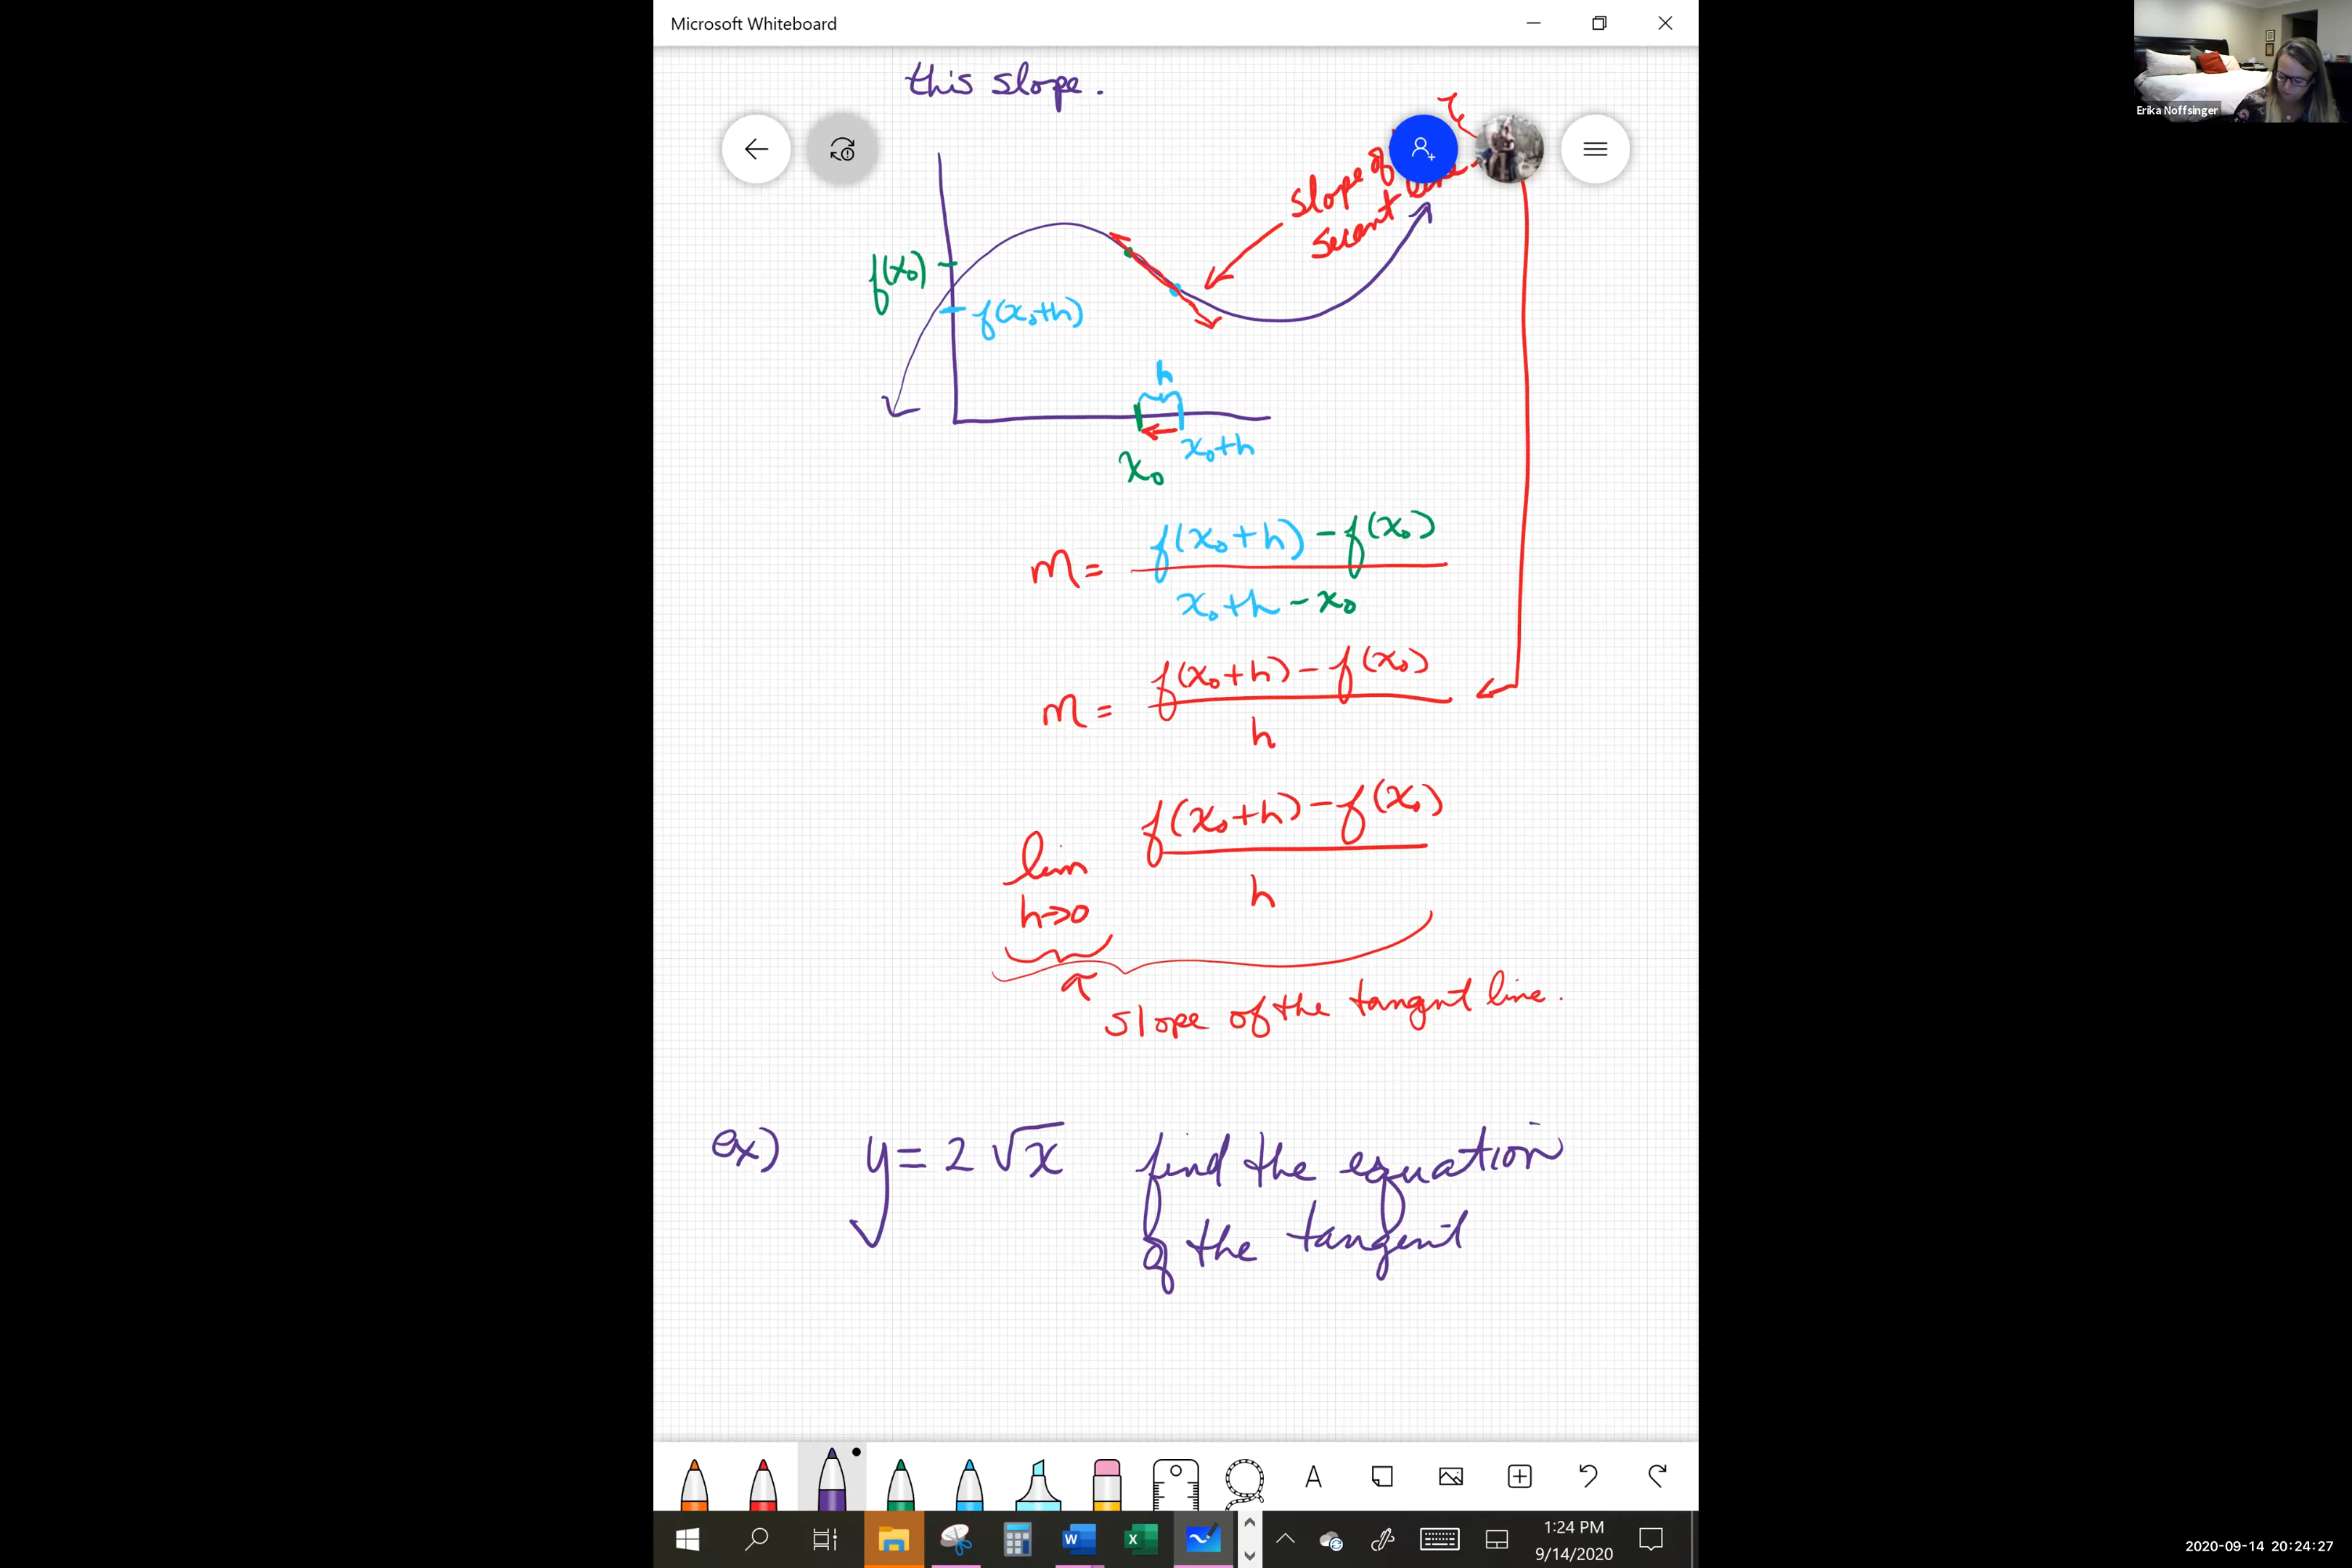 Microsoft Whiteboard
this slope.
Erika Noffsinger
slope of
secant line
f(x₀)
f(x₀+h)
h
x₀+h
x₀
m = f(x₀+h) - f(x₀)
x₀+h - x₀
m = f(x₀+h) - f(x₀)
h
lim f(x₀+h) - f(x₀)
h→0 h
slope of the tangent line.
ex) y = 2 √x find the equation
of the tangent
A
W
X
1:24 PM
9/14/2020
2020-09-14 20:24:27